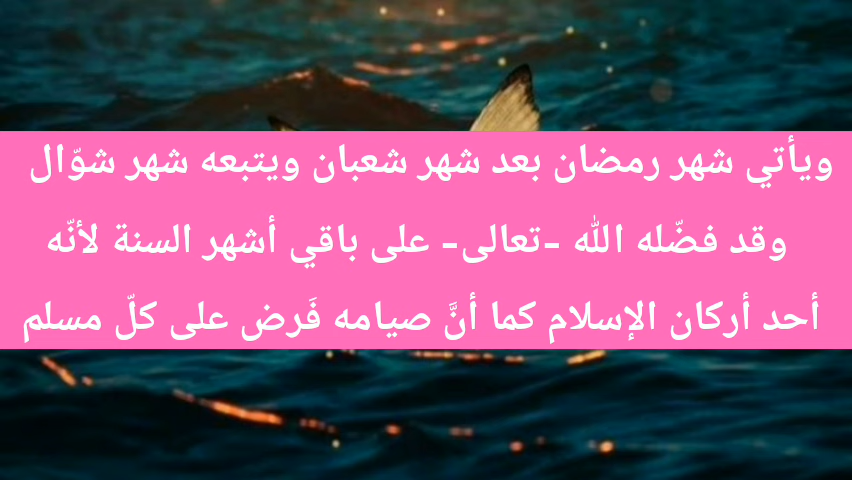 ويأتي شهر رمضان بعد شهر شعبان ويتبعه شهر شوّال
وقد فضّله الله -تعالى- على باقي أشهر السنة لأنّه
أحد أركان الإسلام كما أنَّ صيامه فَرض على كلّ مسلم